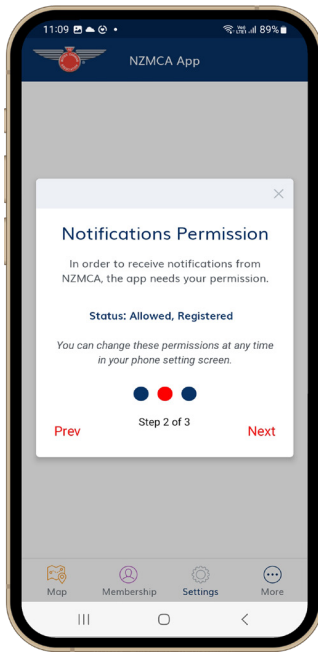 11:09
89%
NZMCA App
Notifications Permission
In order to receive notifications from
NZMCA, the app needs your permission.
Status: Allowed, Registered
You can change these permissions at any time
in your phone setting screen.
Step 2 of 3
Prev
Next
Map Membership Settings More